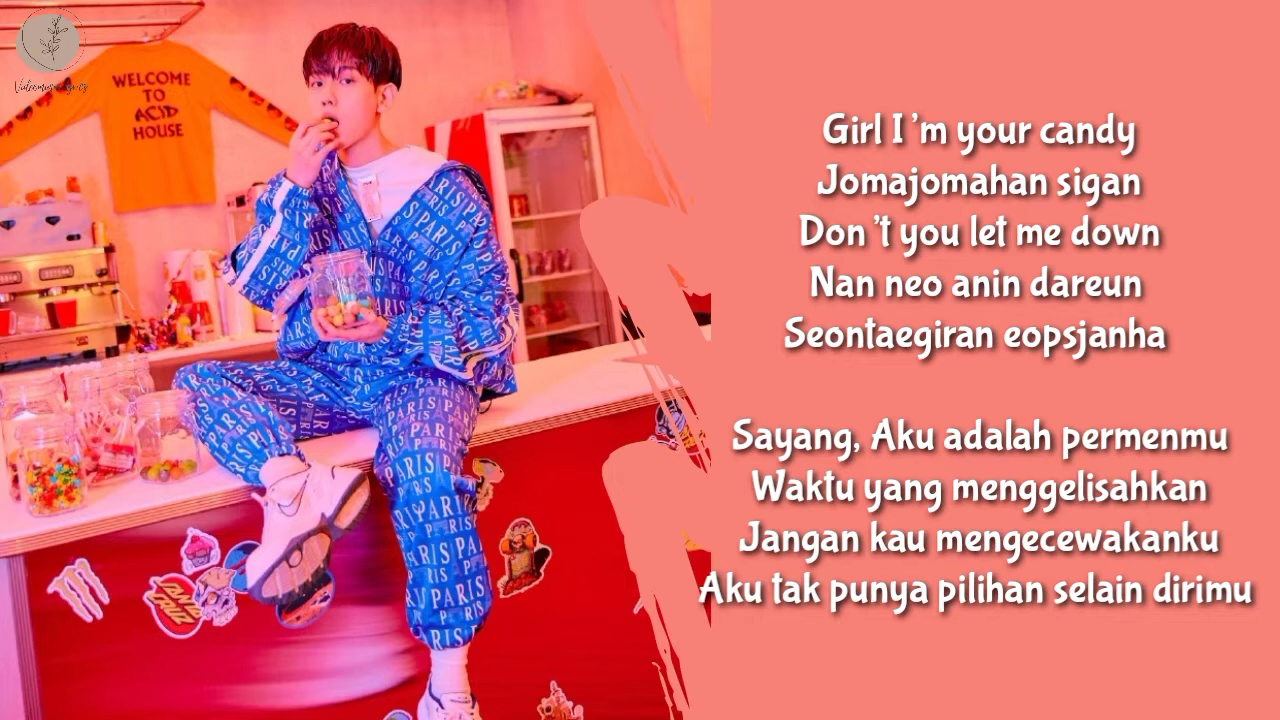 WELCOME
TO
ACID
HOUSE
PARIS
Girl I'm your candy
Jomajomahan sigan
Don't you let me down
Nan neo anin dareun
Seontaegiran eopsjanha
Sayang, Aku adalah permenmu
Waktu yang menggelisahkan
Jangan kau mengecewakanku
Aku tak punya pilihan selain dirimu